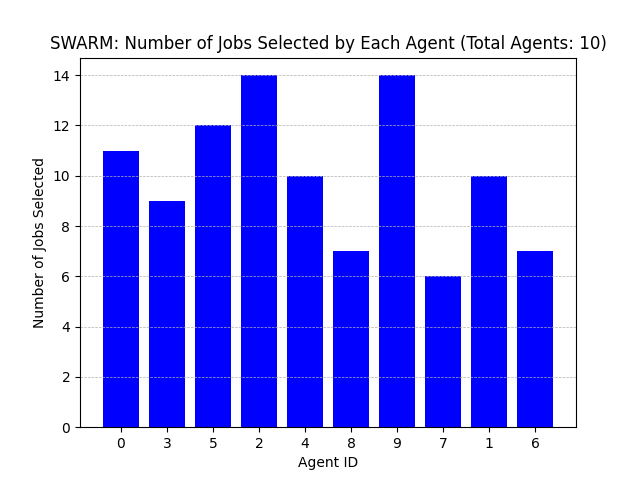 SWARM: Number of Jobs Selected by Each Agent (Total Agents: 10)
14
12
10
8
6
4
2
0
Number of Jobs Selected
0 3 5 2 4 8 9 7 1 6
Agent ID